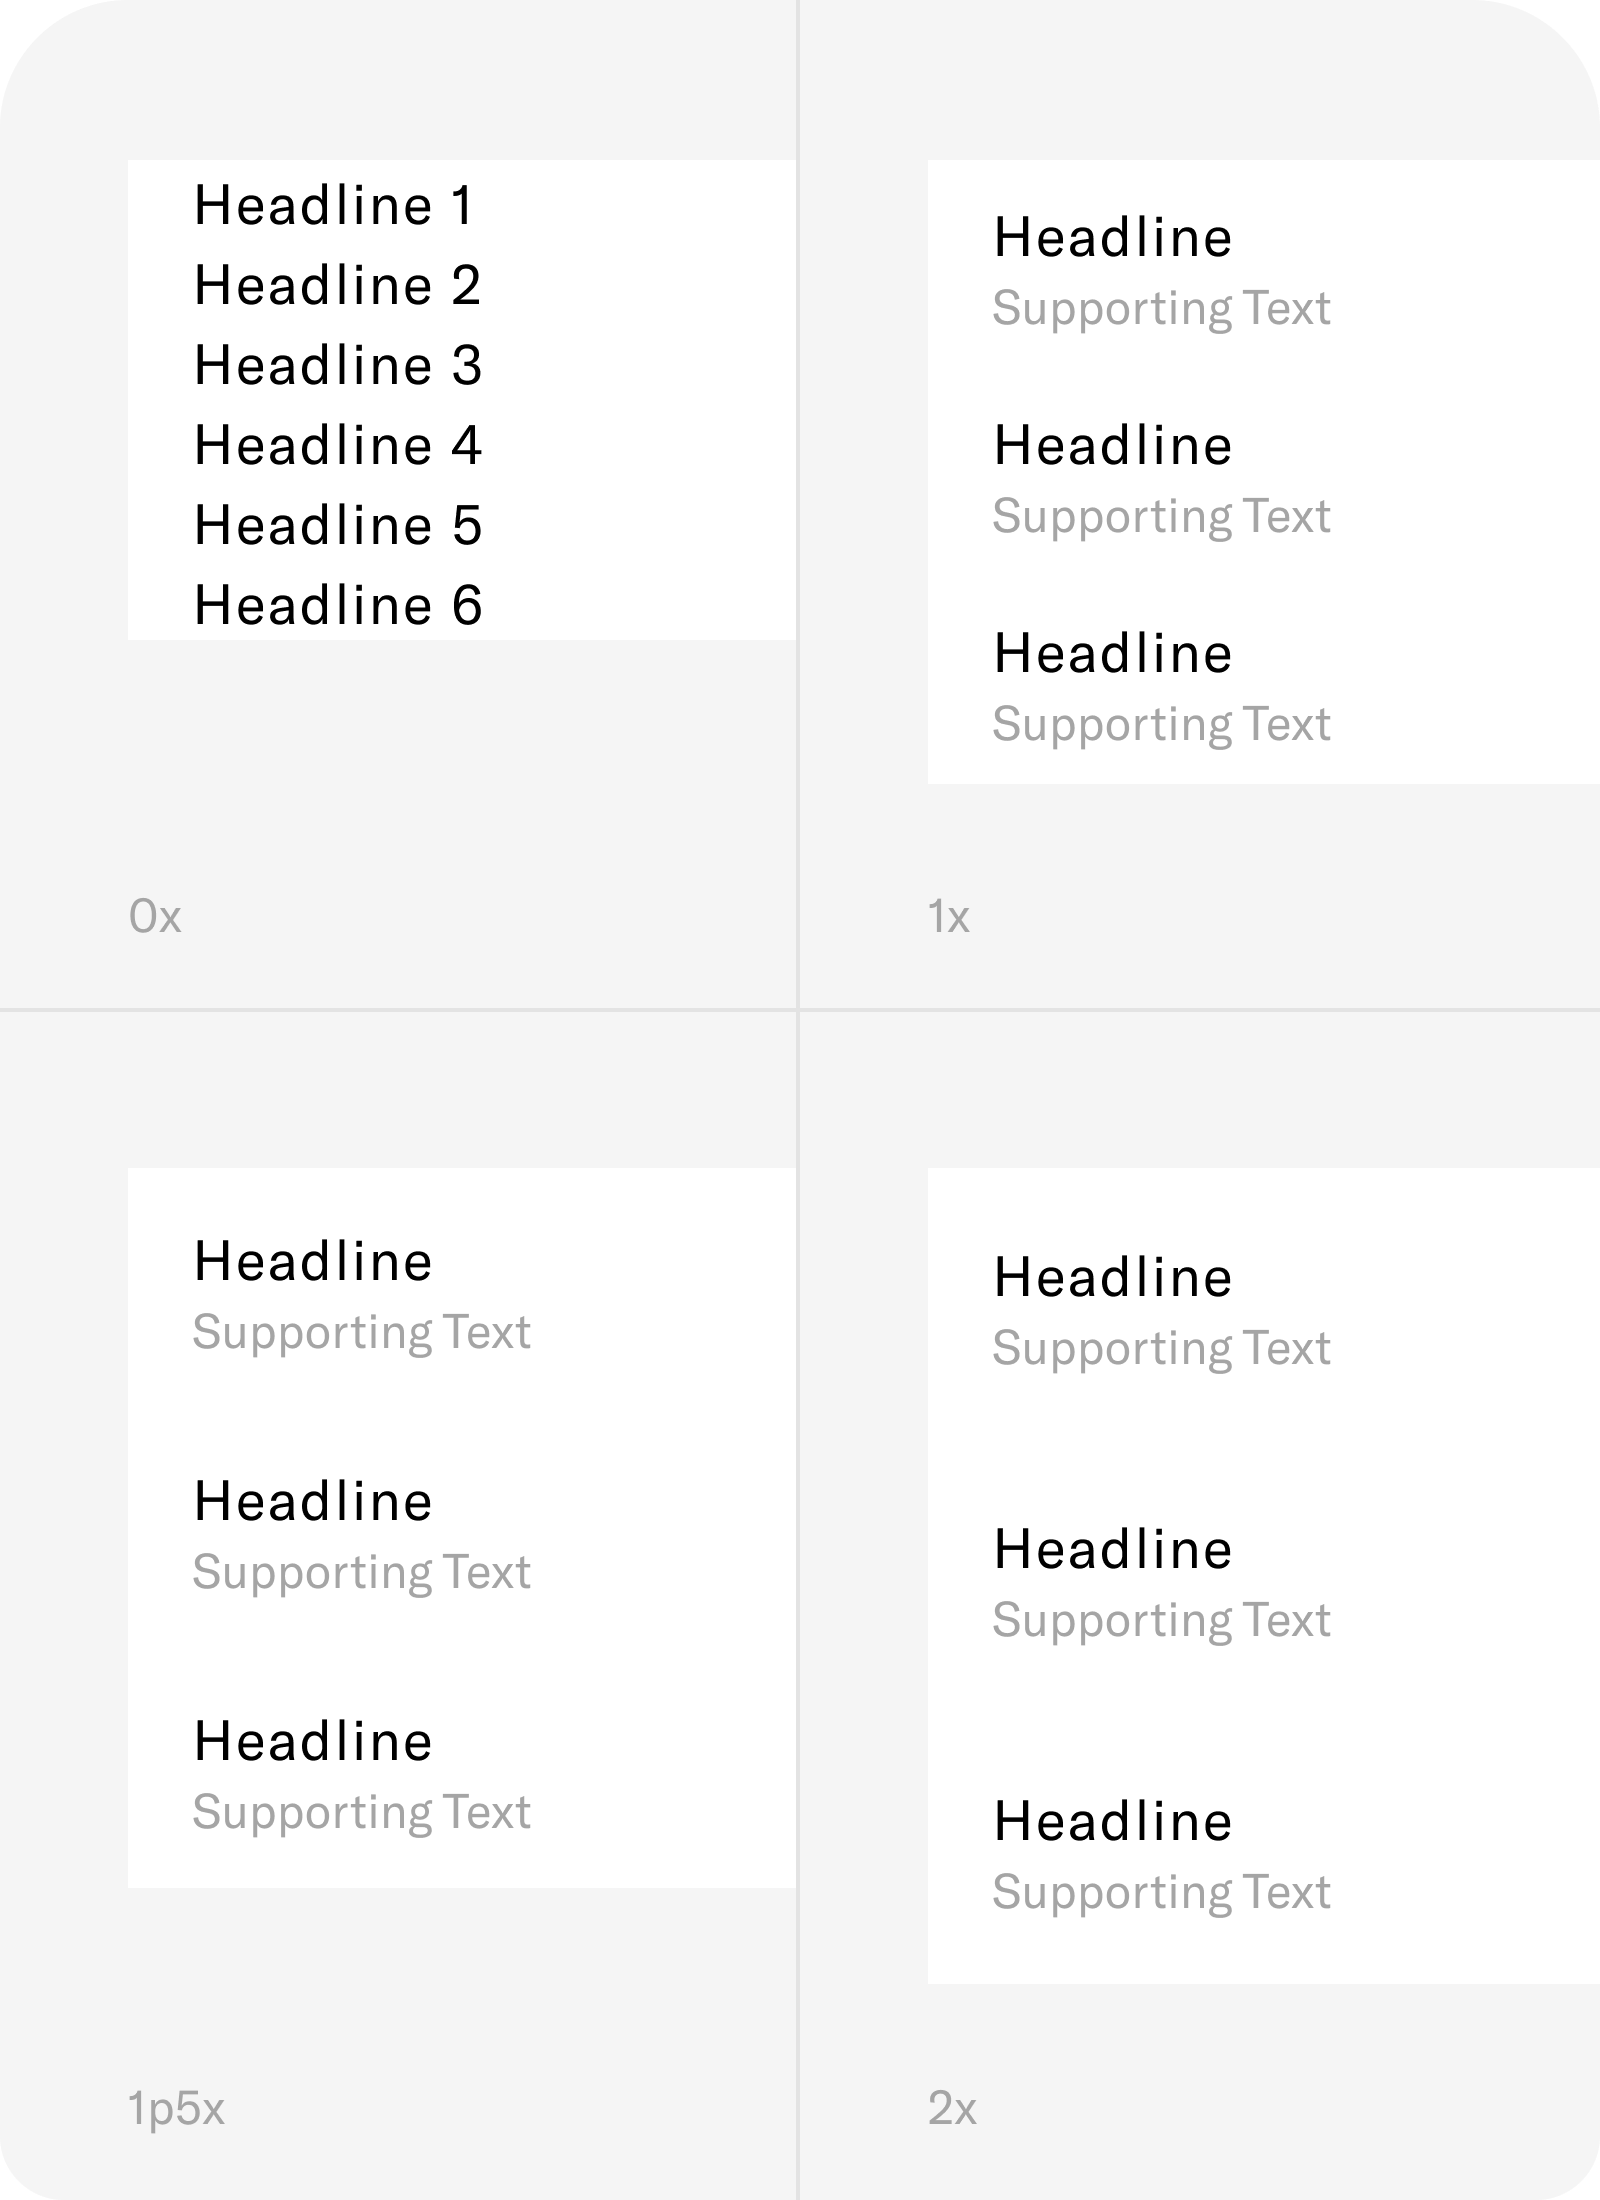 Headline 1
Headline 2
Headline 3
Headline 4
Headline 5
Headline 6
0x
Headline
Supporting Text
Headline
Supporting Text
Headline
Supporting Text
1x
Headline
Supporting Text
Headline
Supporting Text
Headline
Supporting Text
1p5x
Headline
Supporting Text
Headline
Supporting Text
Headline
Supporting Text
2x